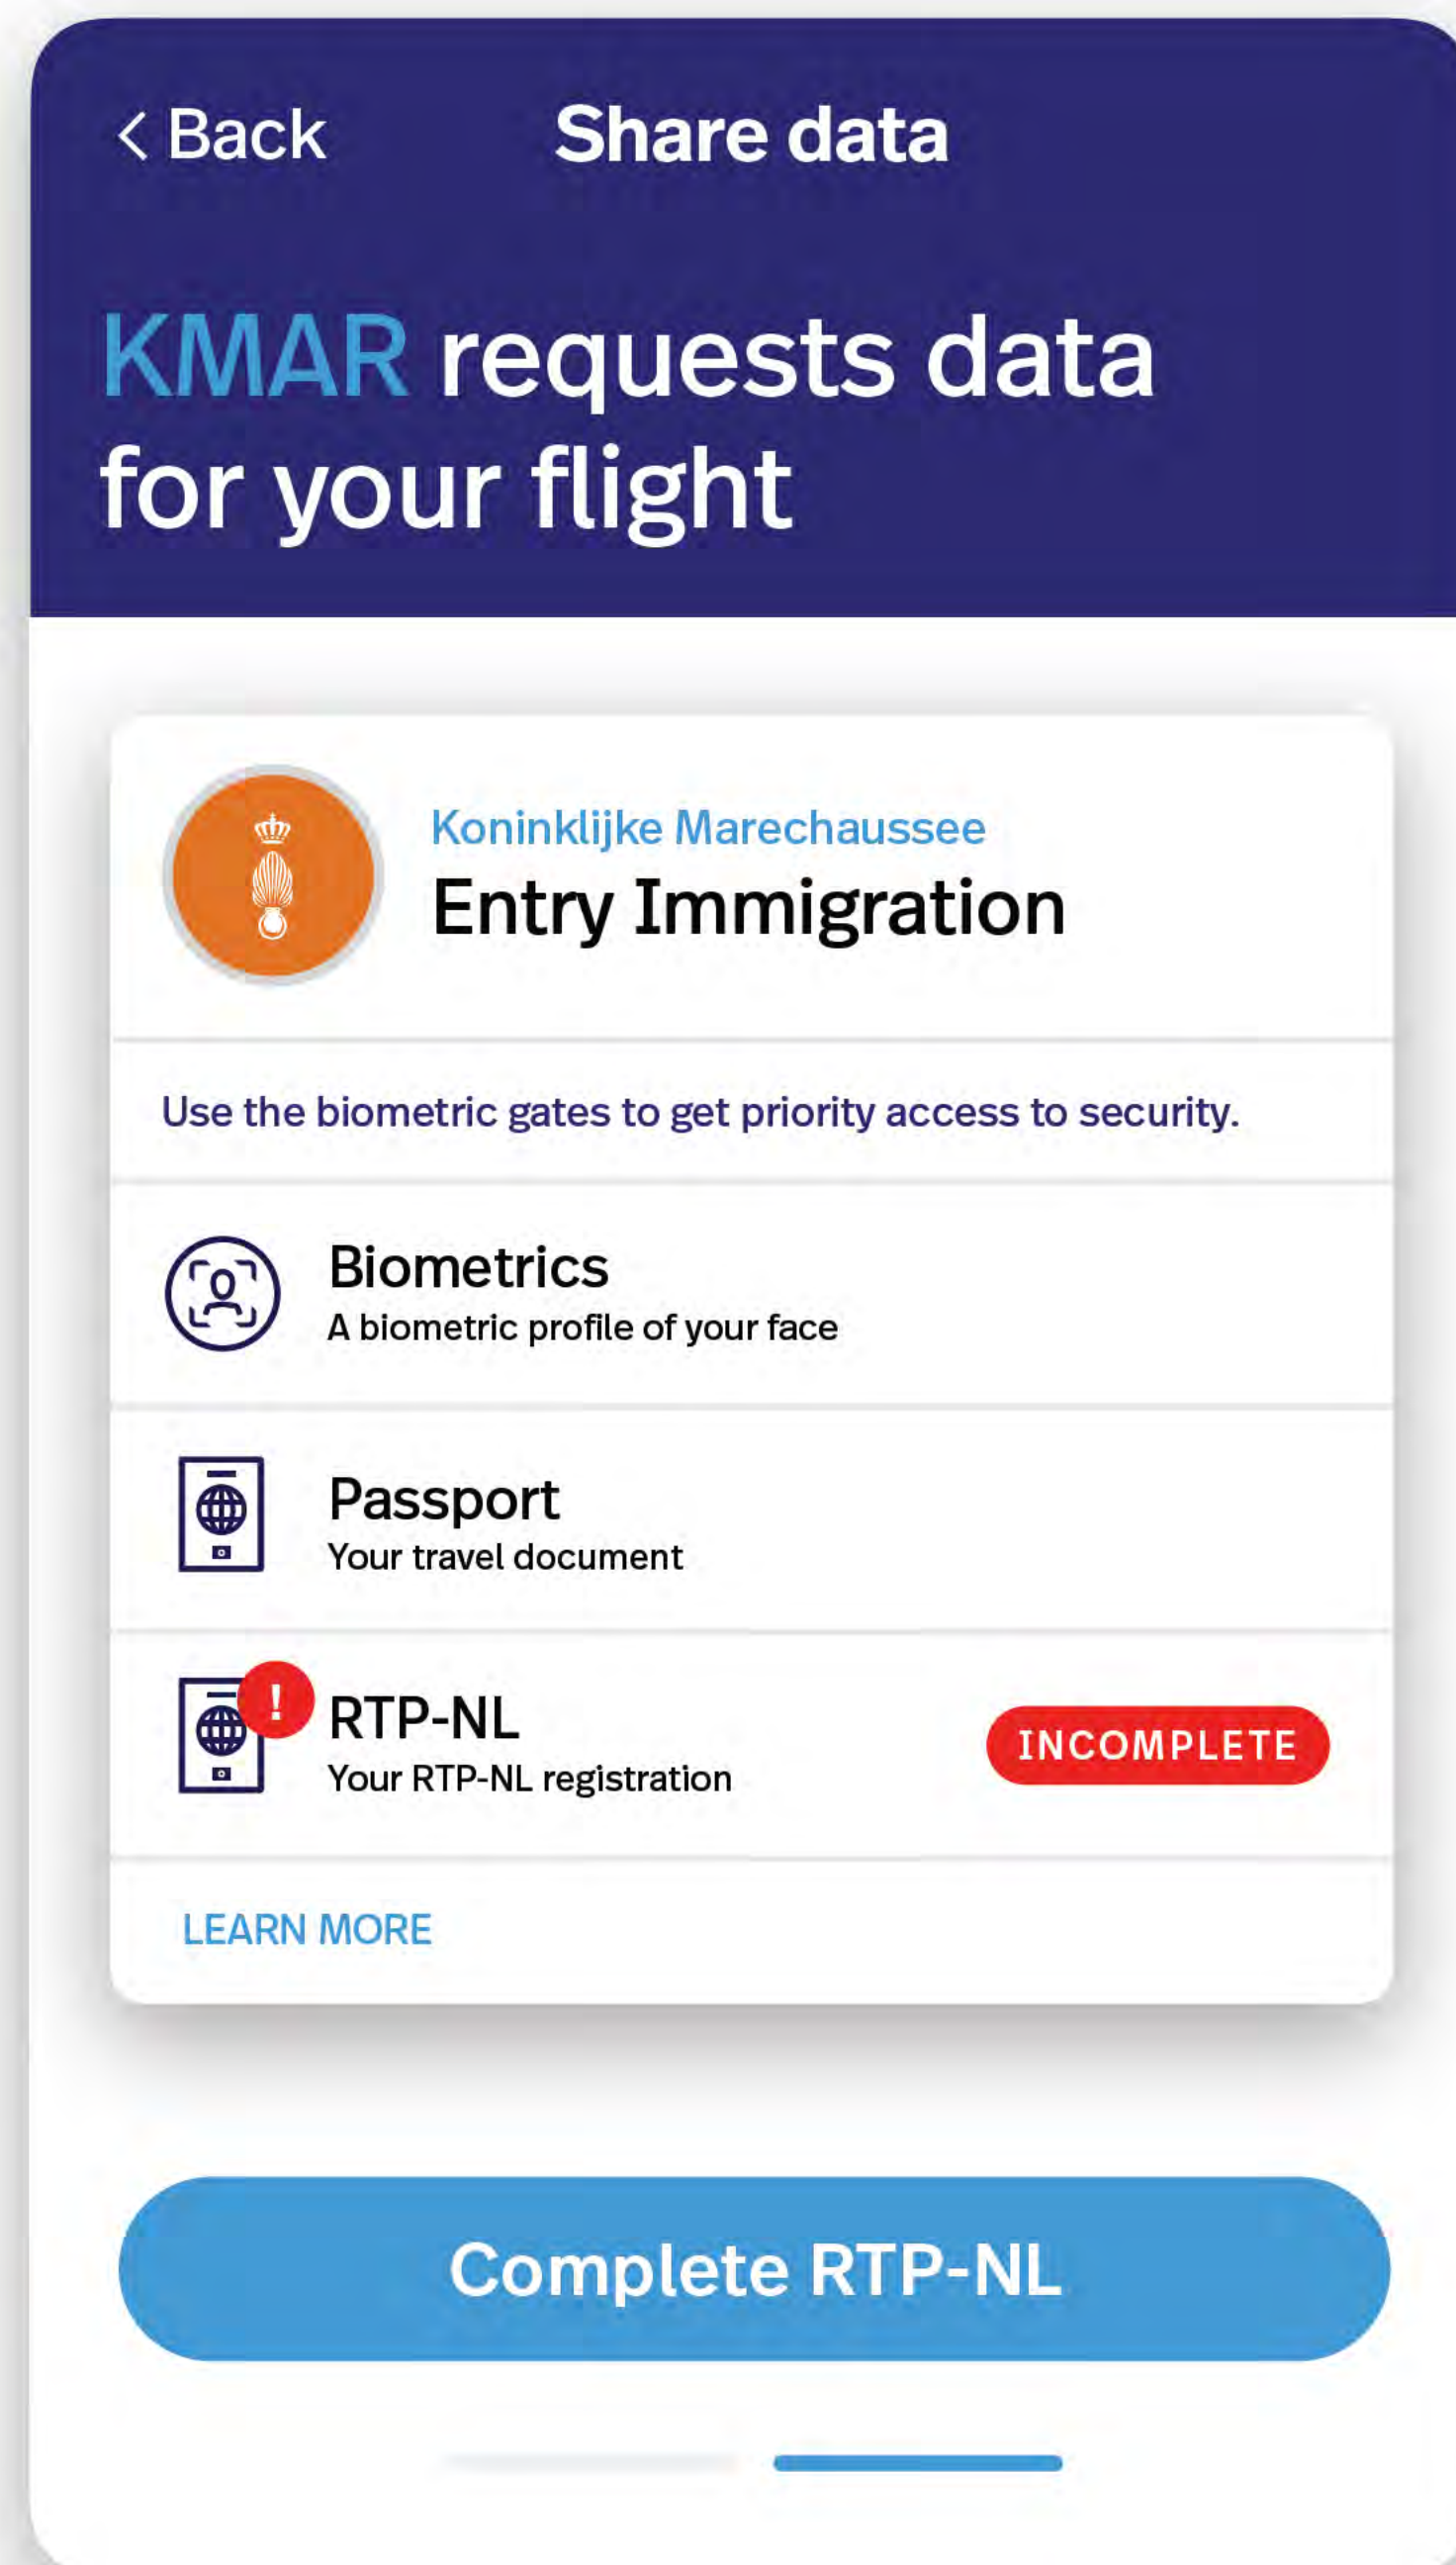 Back
Share data
KMAR requests data
for your flight
Koninklijke Marechaussee
Entry Immigration
Use the biometric gates to get priority access to security.
Biometrics
A biometric profile of your face
Passport
Your travel document
!
RTP-NL
Your RTP-NL registration
INCOMPLETE
LEARN MORE
Complete RTP-NL